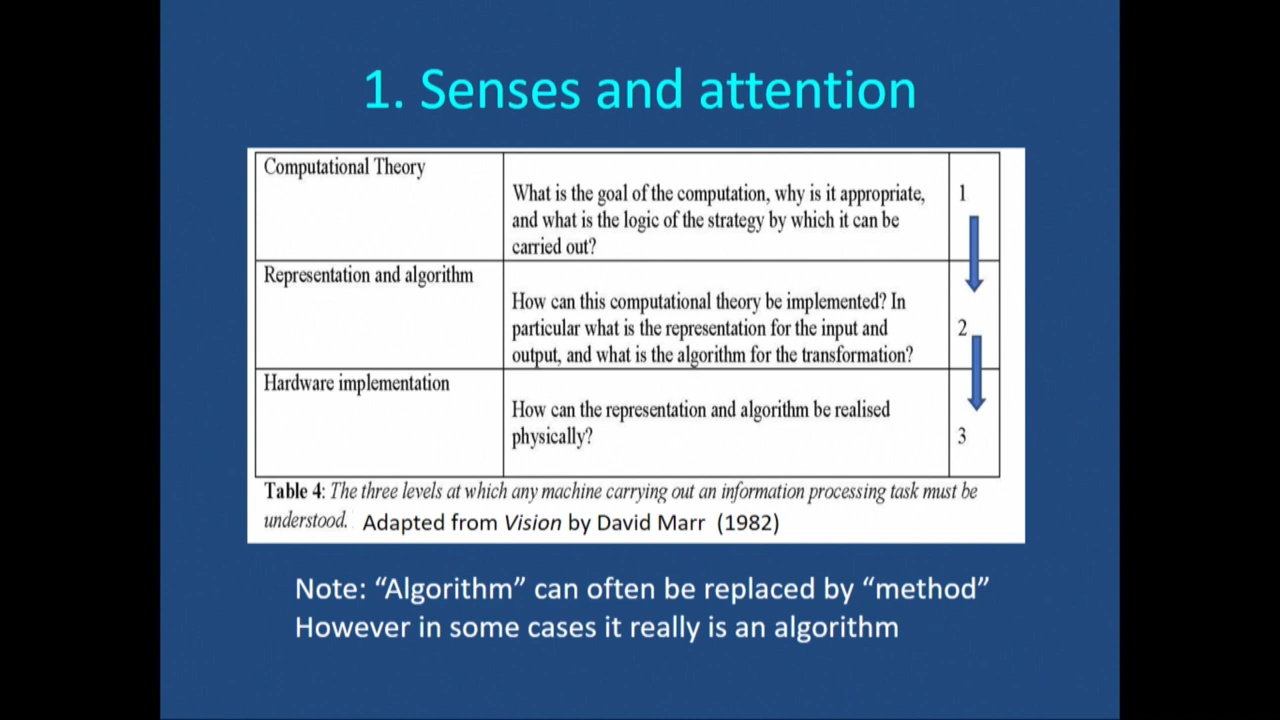 1. Senses and attention
Computational Theory
What is the goal of the computation, why is it appropriate,
and what is the logic of the strategy by which it can be
carried out?
1
Representation and algorithm
How can this computational theory be implemented? In
particular what is the representation for the input and
output, and what is the algorithm for the transformation?
2
Hardware implementation
How can the representation and algorithm be realised
physically?
3
Table 4: The three levels at which any machine carrying out an information processing task must be
understood. Adapted from Vision by David Marr (1982)
Note: “Algorithm” can often be replaced by “method”
However in some cases it really is an algorithm